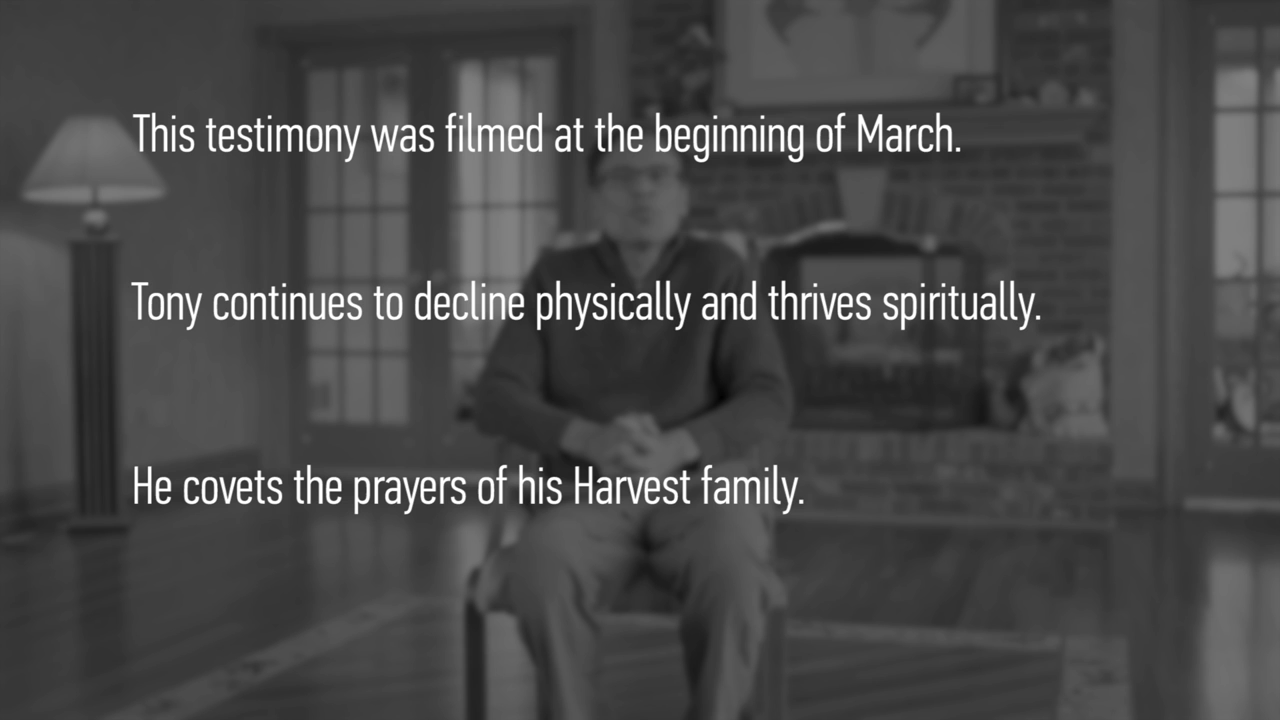 This testimony was filmed at the beginning of March.
Tony continues to decline physically and thrives spiritually.
He covets the prayers of his Harvest family.